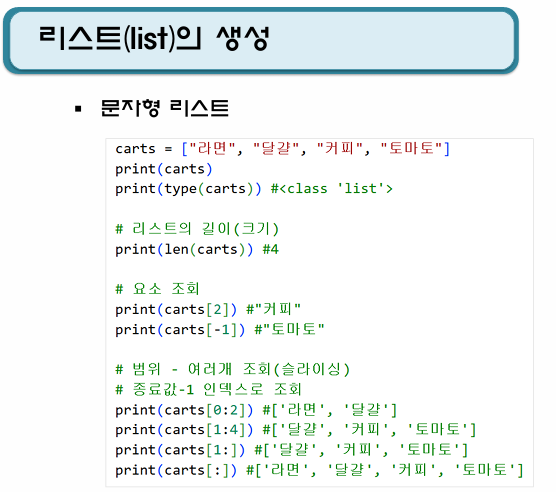 리스트(list)의 생성
▪ 문자형 리스트
carts = ["라면", "달걀", "커피", "토마토"]
print(carts)
print(type(carts)) #<class 'list'>
# 리스트의 길이(크기)
print(len(carts)) #4
# 요소 조회
print(carts[2]) #"커피"
print(carts[-1]) #"토마토"
# 범위 - 여러개 조회(슬라이싱)
# 종료값-1 인덱스로 조회
print(carts[0:2]) #['라면', '달걀']
print(carts[1:4]) #['달걀', '커피', '토마토']
print(carts[1:]) #['달걀', '커피', '토마토']
print(carts[:]) #['라면', '달걀', '커피', '토마토']